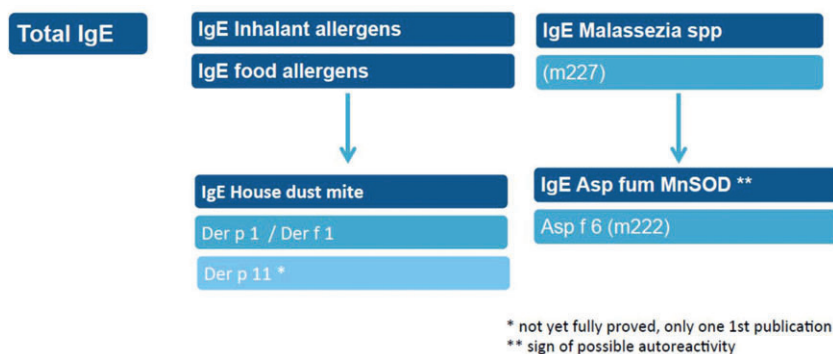 Total IgE
IgE Inhalant allergens
IgE food allergens
IgE Malassezia spp
(m227)
IgE House dust mite
Der p 1 / Der f 1
Der p 11 *
IgE Asp fum MnSOD **
Asp f 6 (m222)
* not yet fully proved, only one 1st publication
** sign of possible autoreactivity